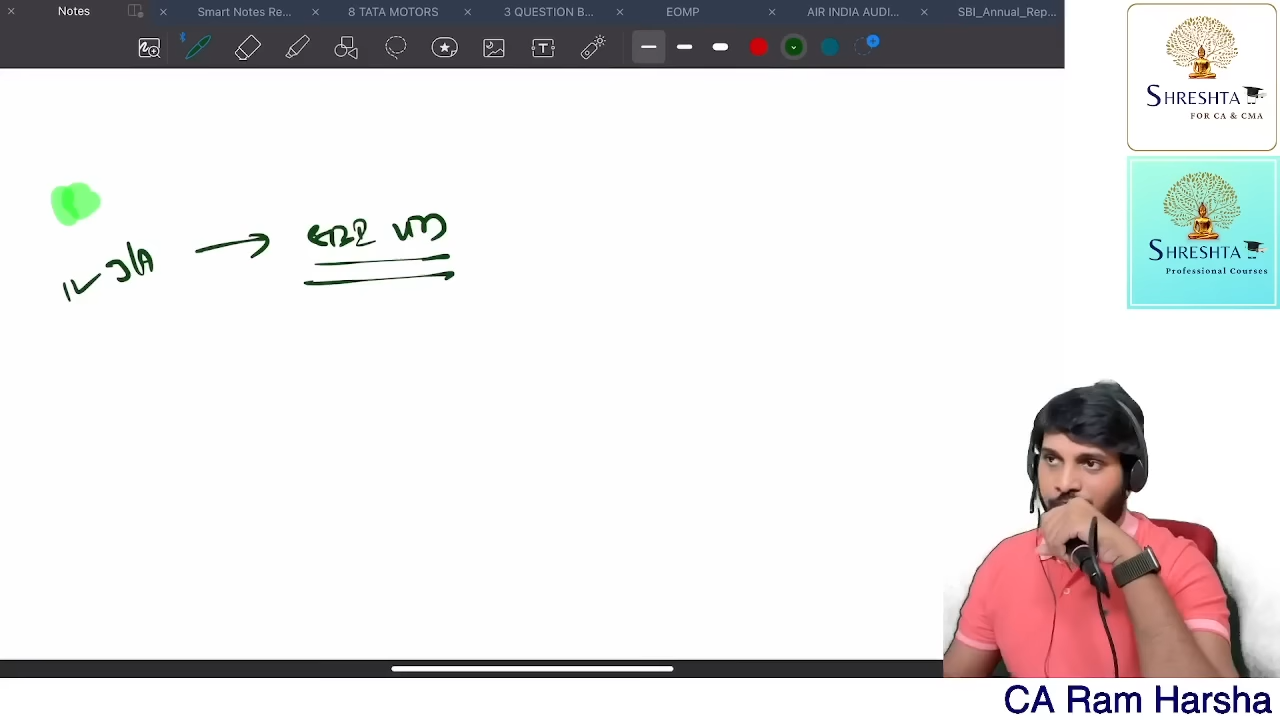 Notes
Smart Notes Re...
8 TATA MOTORS
3 QUESTION B...
EOMP
AIR INDIA AUDI...
SBI_Annual_Rep...
SHRESHTA
FOR CA & CMA
SHRESHTA
Professional Courses
CA Ram Harsha